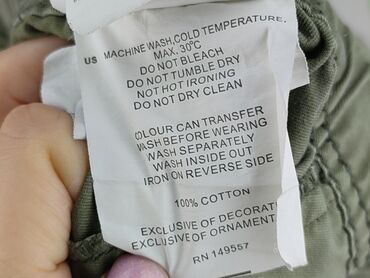 US MACHINE WASH,COLD TEMPERATURE.
MAX. 30°C
DO NOT BLEACH
DO NOT TUMBLE DRY
NOT HOT IRONING
DO NOT DRY CLEAN
COLOUR CAN TRANSFER
WASH BEFORE WEARING
WASH SEPARATELY
WASH INSIDE OUT
IRON ON REVERSE SIDE
100% COTTON
EXCLUSIVE OF DECORATI
EXCLUSIVE OF ORNAMENT
RN 149557